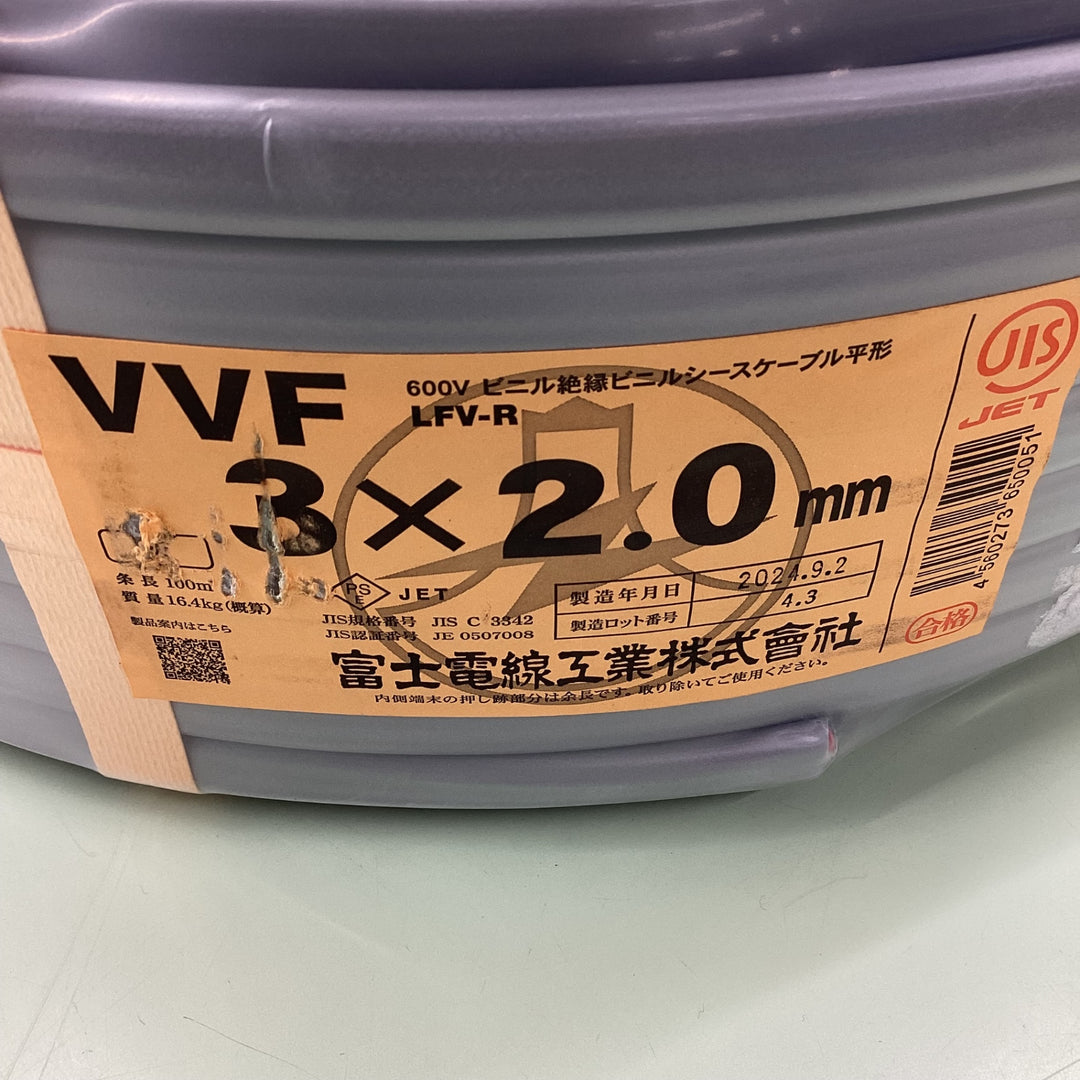 VVF
600V ビニル絶縁ビニルシースケーブル平形
LFV-R
3×2.0mm
条長 100m
質量 16.4kg(概算)
製品案内はこちら
PS
E
JET
JIS規格番号 JIS C 3342
JIS認証番号 JE 0507008
製造年月日 2024.9.2
製造ロット番号 4.3
富士電線工業株式會社
内側端末の押し跡部分は余長です。取り除いてご使用ください。
JIS
JET
4 560273 650051
合格